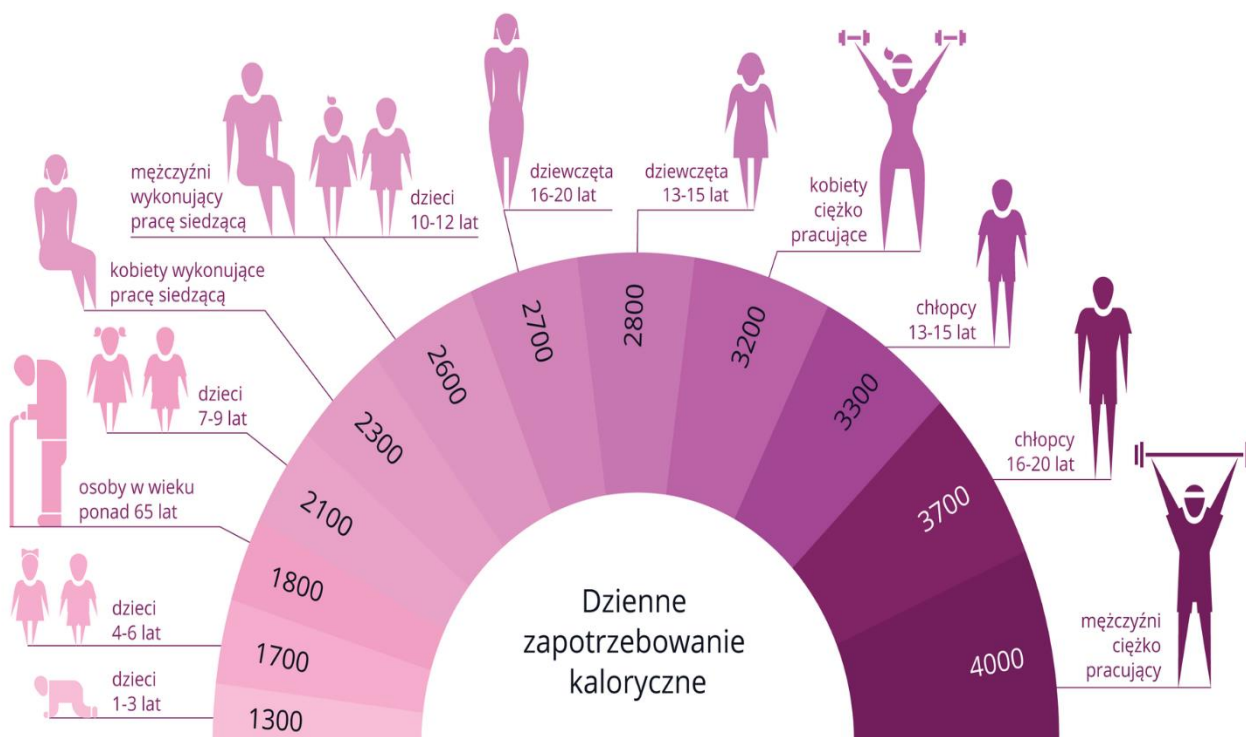 dzieci
1-3 lat
1300
dzieci
4-6 lat
1700
osoby w wieku
ponad 65 lat
1800
dzieci
7-9 lat
2100
kobiety wykonujące
pracę siedzącą
2300
mężczyźni
wykonujący
pracę siedzącą
dzieci
10-12 lat
2600
dziewczęta
16-20 lat
2700
dziewczęta
13-15 lat
2800
kobiety
ciężko
pracujące
3200
chłopcy
13-15 lat
3300
chłopcy
16-20 lat
3700
mężczyźni
ciężko
pracujący
4000
Dzienne
zapotrzebowanie
kaloryczne